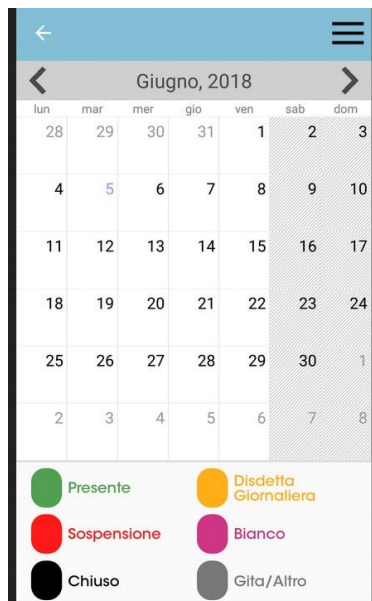 Giugno, 2018
lun mar mer gio ven sab dom
28 29 30 31 1 2 3
4 5 6 7 8 9 10
11 12 13 14 15 16 17
18 19 20 21 22 23 24
25 26 27 28 29 30 1
2 3 4 5 6 7 8
Presente
Disdetta
Giornaliera
Sospensione
Bianco
Chiuso
Gita/Altro